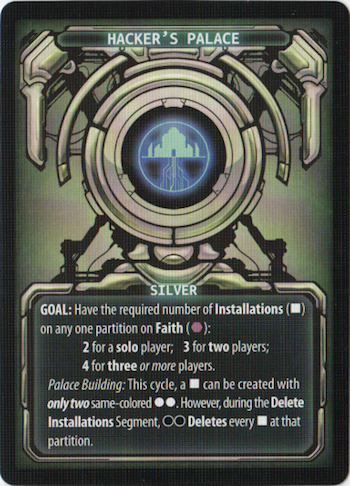 HACKER'S PALACE
SILVER
GOAL: Have the required number of Installations (■)
on any one partition on Faith (⬢):
2 for a solo player; 3 for two players;
4 for three or more players.
Palace Building: This cycle, a ■ can be created with
only two same-colored ●●. However, during the Delete
Installations Segment, ○○ Deletes every ■ at that
partition.